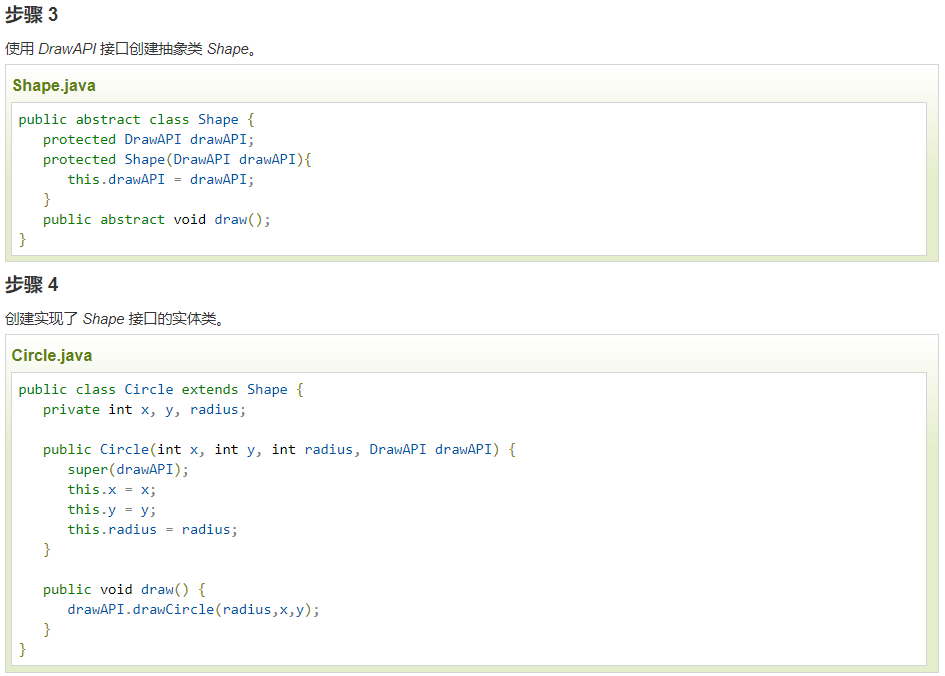 步骤 3
使用 DrawAPI 接口创建抽象类 Shape。
Shape.java
public abstract class Shape {
   protected DrawAPI drawAPI;
   protected Shape(DrawAPI drawAPI){
      this.drawAPI = drawAPI;
   }
   public abstract void draw();
}
步骤 4
创建实现了 Shape 接口的实体类。
Circle.java
public class Circle extends Shape {
   private int x, y, radius;
   public Circle(int x, int y, int radius, DrawAPI drawAPI) {
      super(drawAPI);
      this.x = x;
      this.y = y;
      this.radius = radius;
   }
   public void draw() {
      drawAPI.drawCircle(radius,x,y);
   }
}